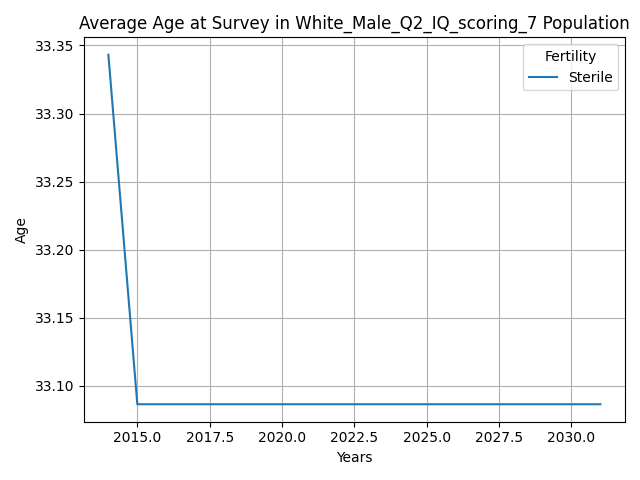 Average Age at Survey in White_Male_Q2_IQ_scoring_7 Population
33.35
33.30
33.25
33.20
33.15
33.10
Age
Fertility
Sterile
2015.0 2017.5 2020.0 2022.5 2025.0 2027.5 2030.0
Years